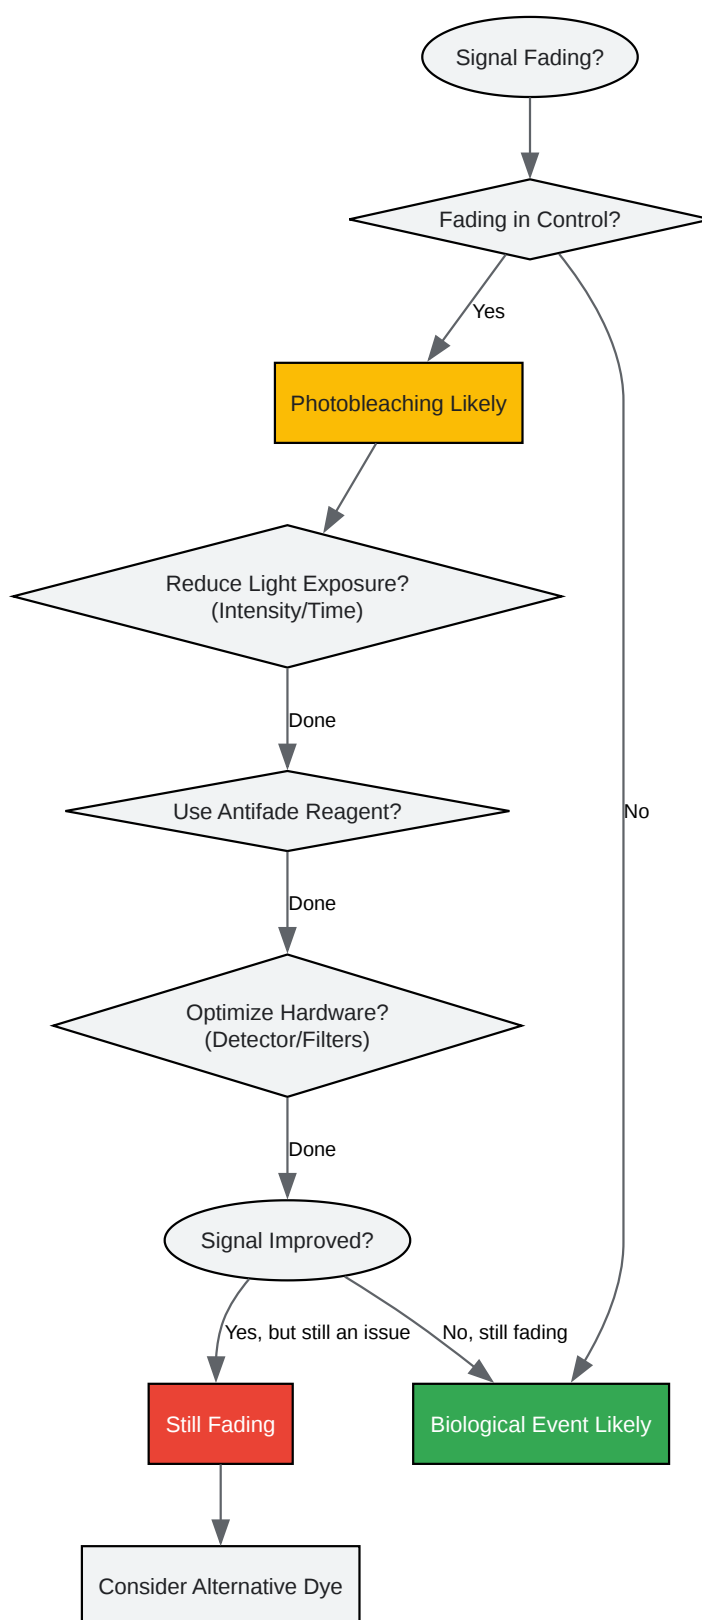 Signal Fading?
Fading in Control?
Yes
Photobleaching Likely
Reduce Light Exposure?
(Intensity/Time)
Done
Use Antifade Reagent?
No
Done
Optimize Hardware?
(Detector/Filters)
Done
Signal Improved?
Yes, but still an issue
No, still fading
Still Fading
Biological Event Likely
Consider Alternative Dye